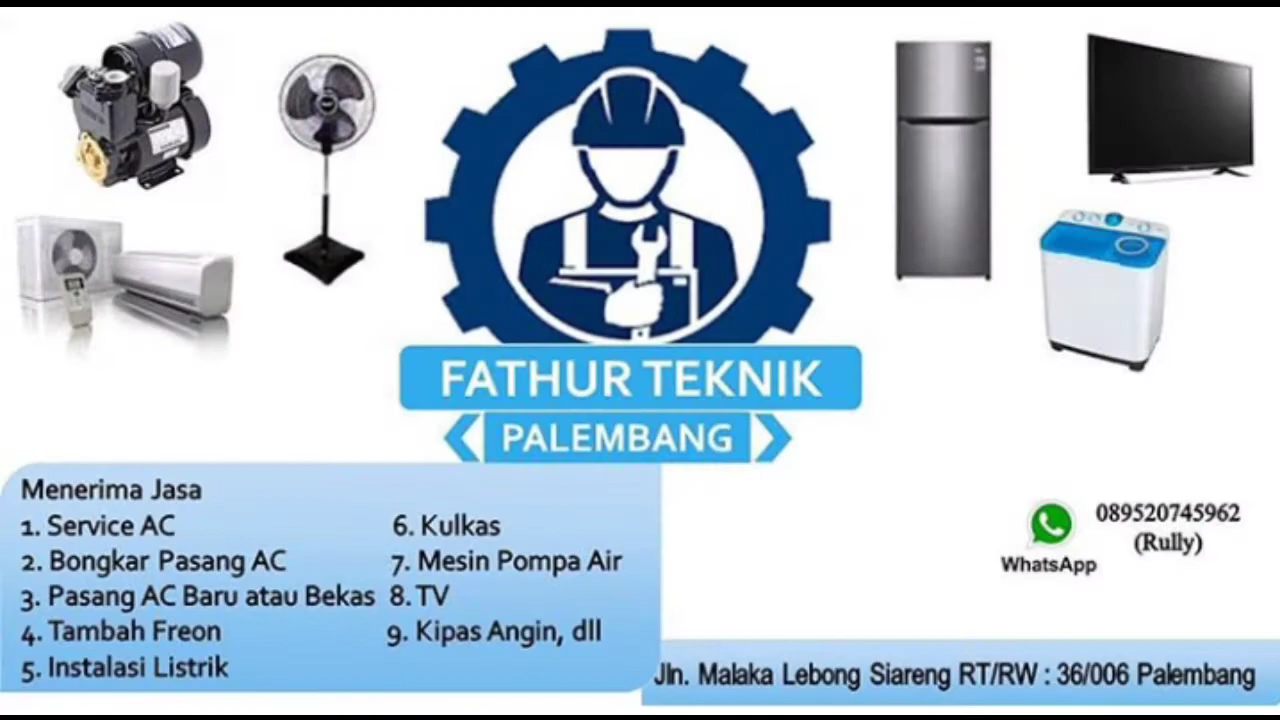 FATHUR TEKNIK
PALEMBANG
Menerima Jasa
1. Service AC
2. Bongkar Pasang AC
3. Pasang AC Baru atau Bekas
4. Tambah Freon
5. Instalasi Listrik
6. Kulkas
7. Mesin Pompa Air
8. TV
9. Kipas Angin, dll
089520745962
(Rully)
WhatsApp
Jln. Malaka Lebong Siareng RT/RW : 36/006 Palembang